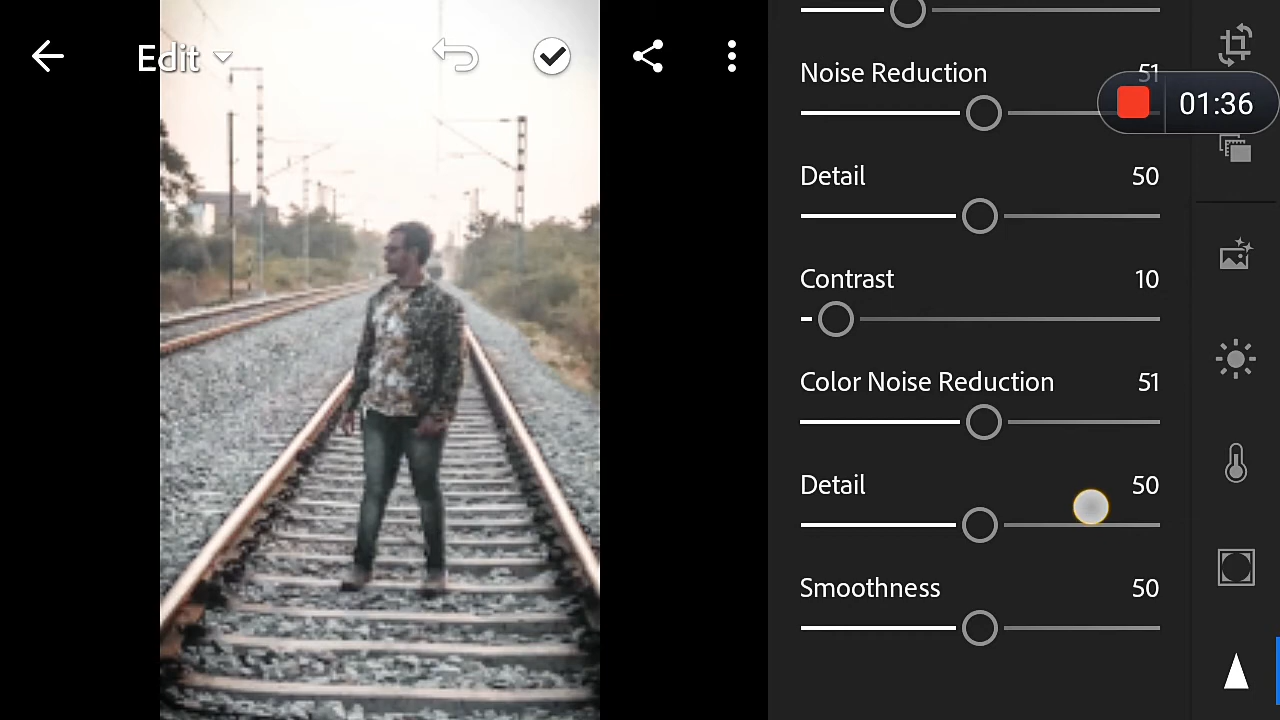 Edit
Noise Reduction 51
01:36
Detail 50
Contrast 10
Color Noise Reduction 51
Detail 50
Smoothness 50